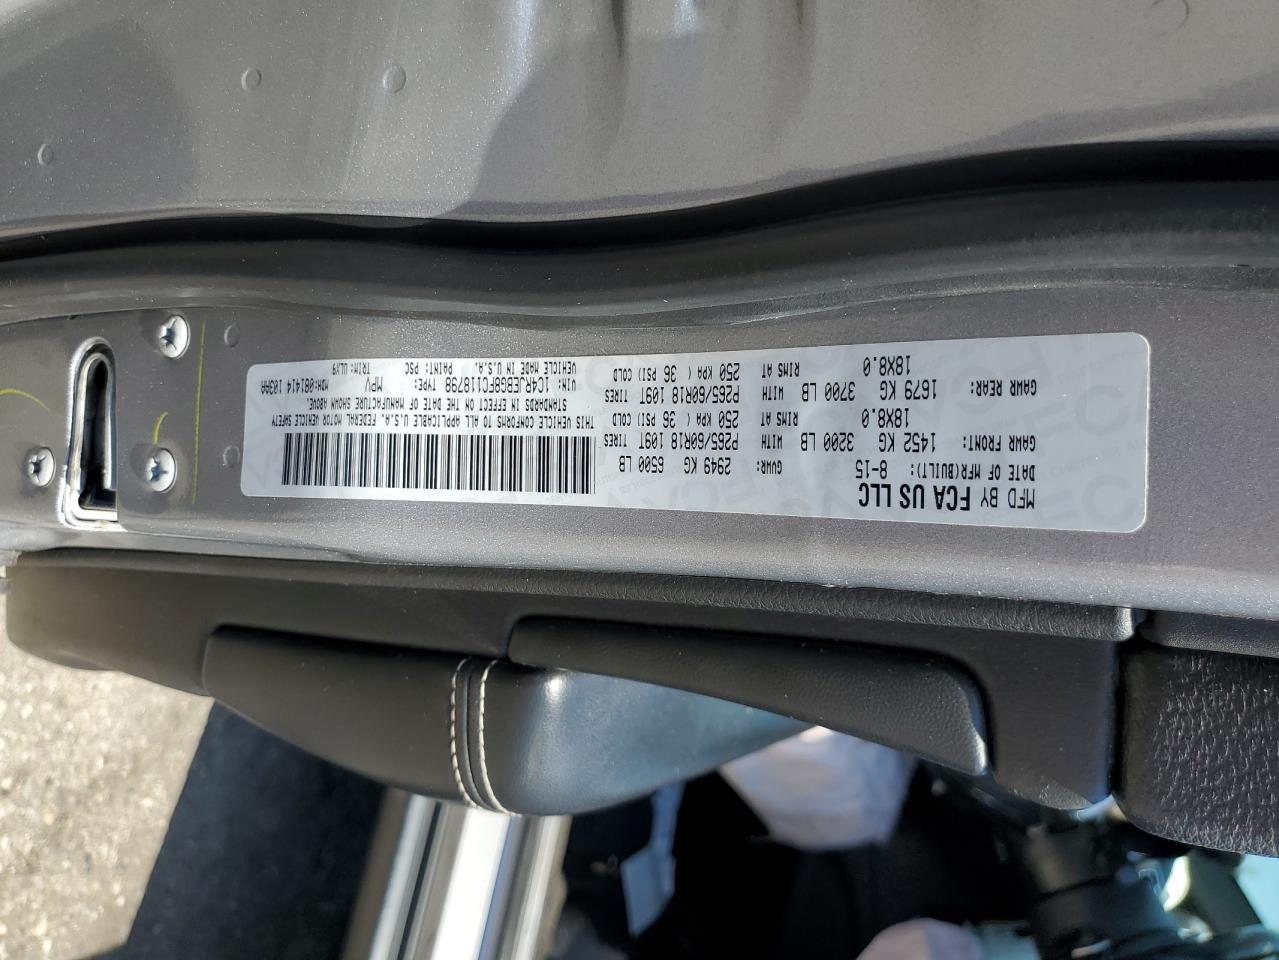 MFD BY FCA US LLC
DATE OF MFR(BUILT): 8-15 GVWR: 2949 KG 6500 LB
GAWR FRONT: 1452 KG 3200 LB WITH P265/60R18 109T TIRES
18X8.0 RIMS AT 250 KPA ( 36 PSI) COLD
GAWR REAR: 1679 KG 3700 LB WITH P265/60R18 109T TIRES
18X8.0 RIMS AT 250 KPA ( 36 PSI) COLD
THIS VEHICLE CONFORMS TO ALL APPLICABLE U.S.A. FEDERAL MOTOR VEHICLE SAFETY
STANDARDS IN EFFECT ON THE DATE OF MANUFACTURE SHOWN ABOVE.
VIN: 1C4RJEBG8FC118798 TYPE: MPV MDH:081414 103AA
VEHICLE MADE IN U.S.A. PAINT: PSC TRIM: ULX9